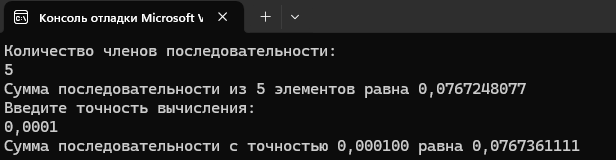 Консоль отладки Microsoft V
Количество членов последовательности:
5
Сумма последовательности из 5 элементов равна 0,0767248077
Введите точность вычисления:
0,0001
Сумма последовательности с точностью 0,000100 равна 0,0767361111